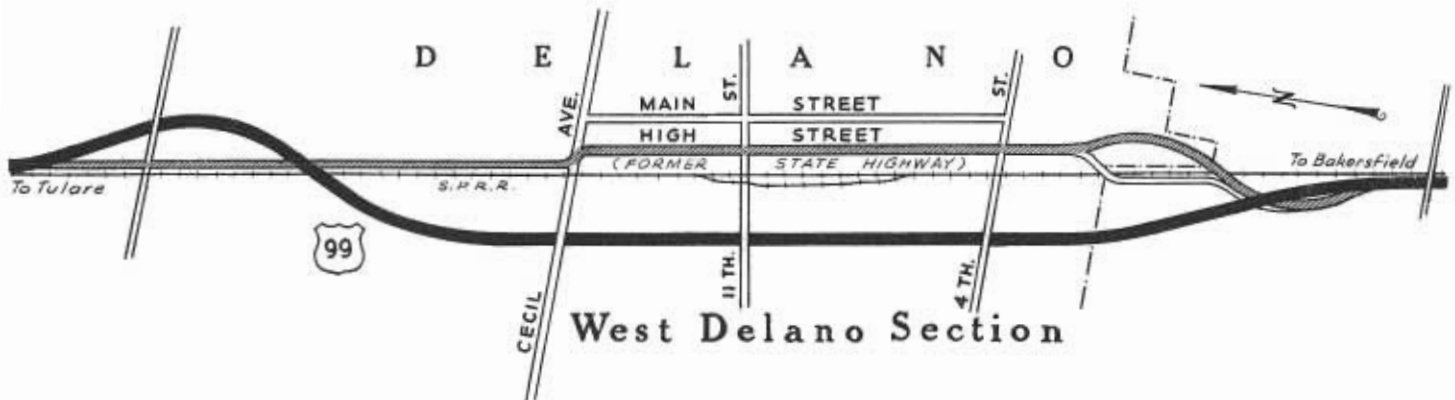 D E L A N O
AVE.
ST.
ST.
MAIN STREET
HIGH STREET
(FORMER STATE HIGHWAY)
N
To Tulare
S.P.R.R.
To Bakersfield
99
CECIL
11 TH.
4 TH.
West Delano Section